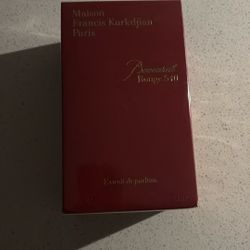 Maison
Francis Kurkdjian
Paris
Baccarat
Rouge 540
Extrait de parfum